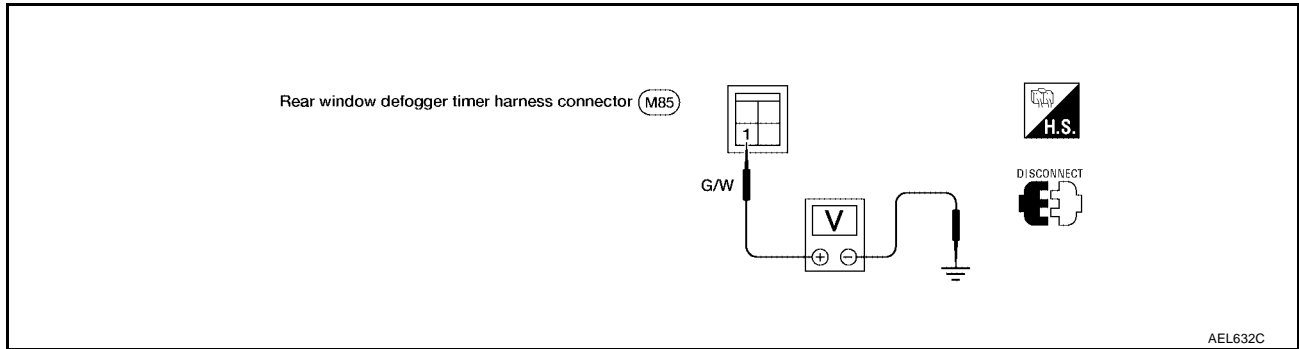 Rear window defogger timer harness connector M85
1
H.S.
DISCONNECT
G/W
V
+ −
AEL632C